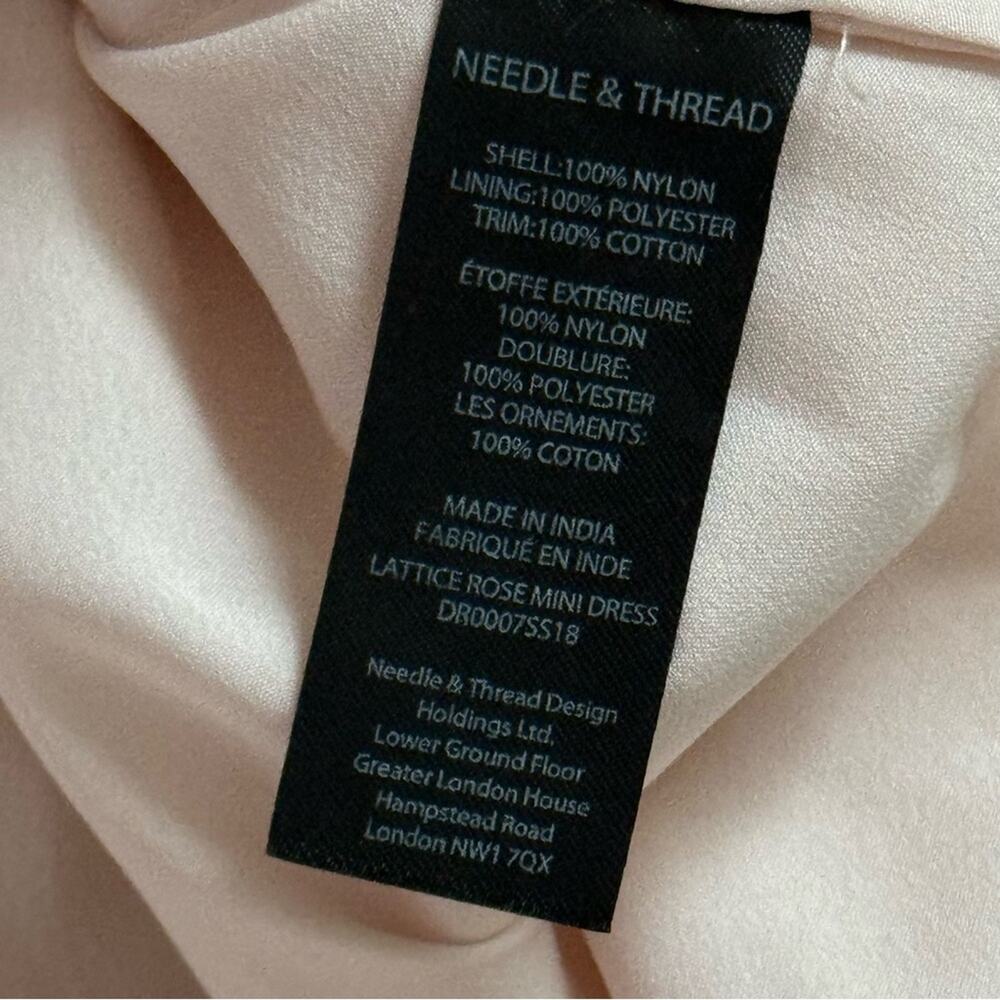 NEEDLE & THREAD
SHELL:100% NYLON
LINING:100% POLYESTER
TRIM:100% COTTON
ÉTOFFE EXTÉRIEURE:
100% NYLON
DOUBLURE:
100% POLYESTER
LES ORNEMENTS:
100% COTON
MADE IN INDIA
FABRIQUÉ EN INDE
LATTICE ROSE MINI DRESS
DR0007SS18
Needle & Thread Design
Holdings Ltd.
Lower Ground Floor
Greater London House
Hampstead Road
London NW1 7QX